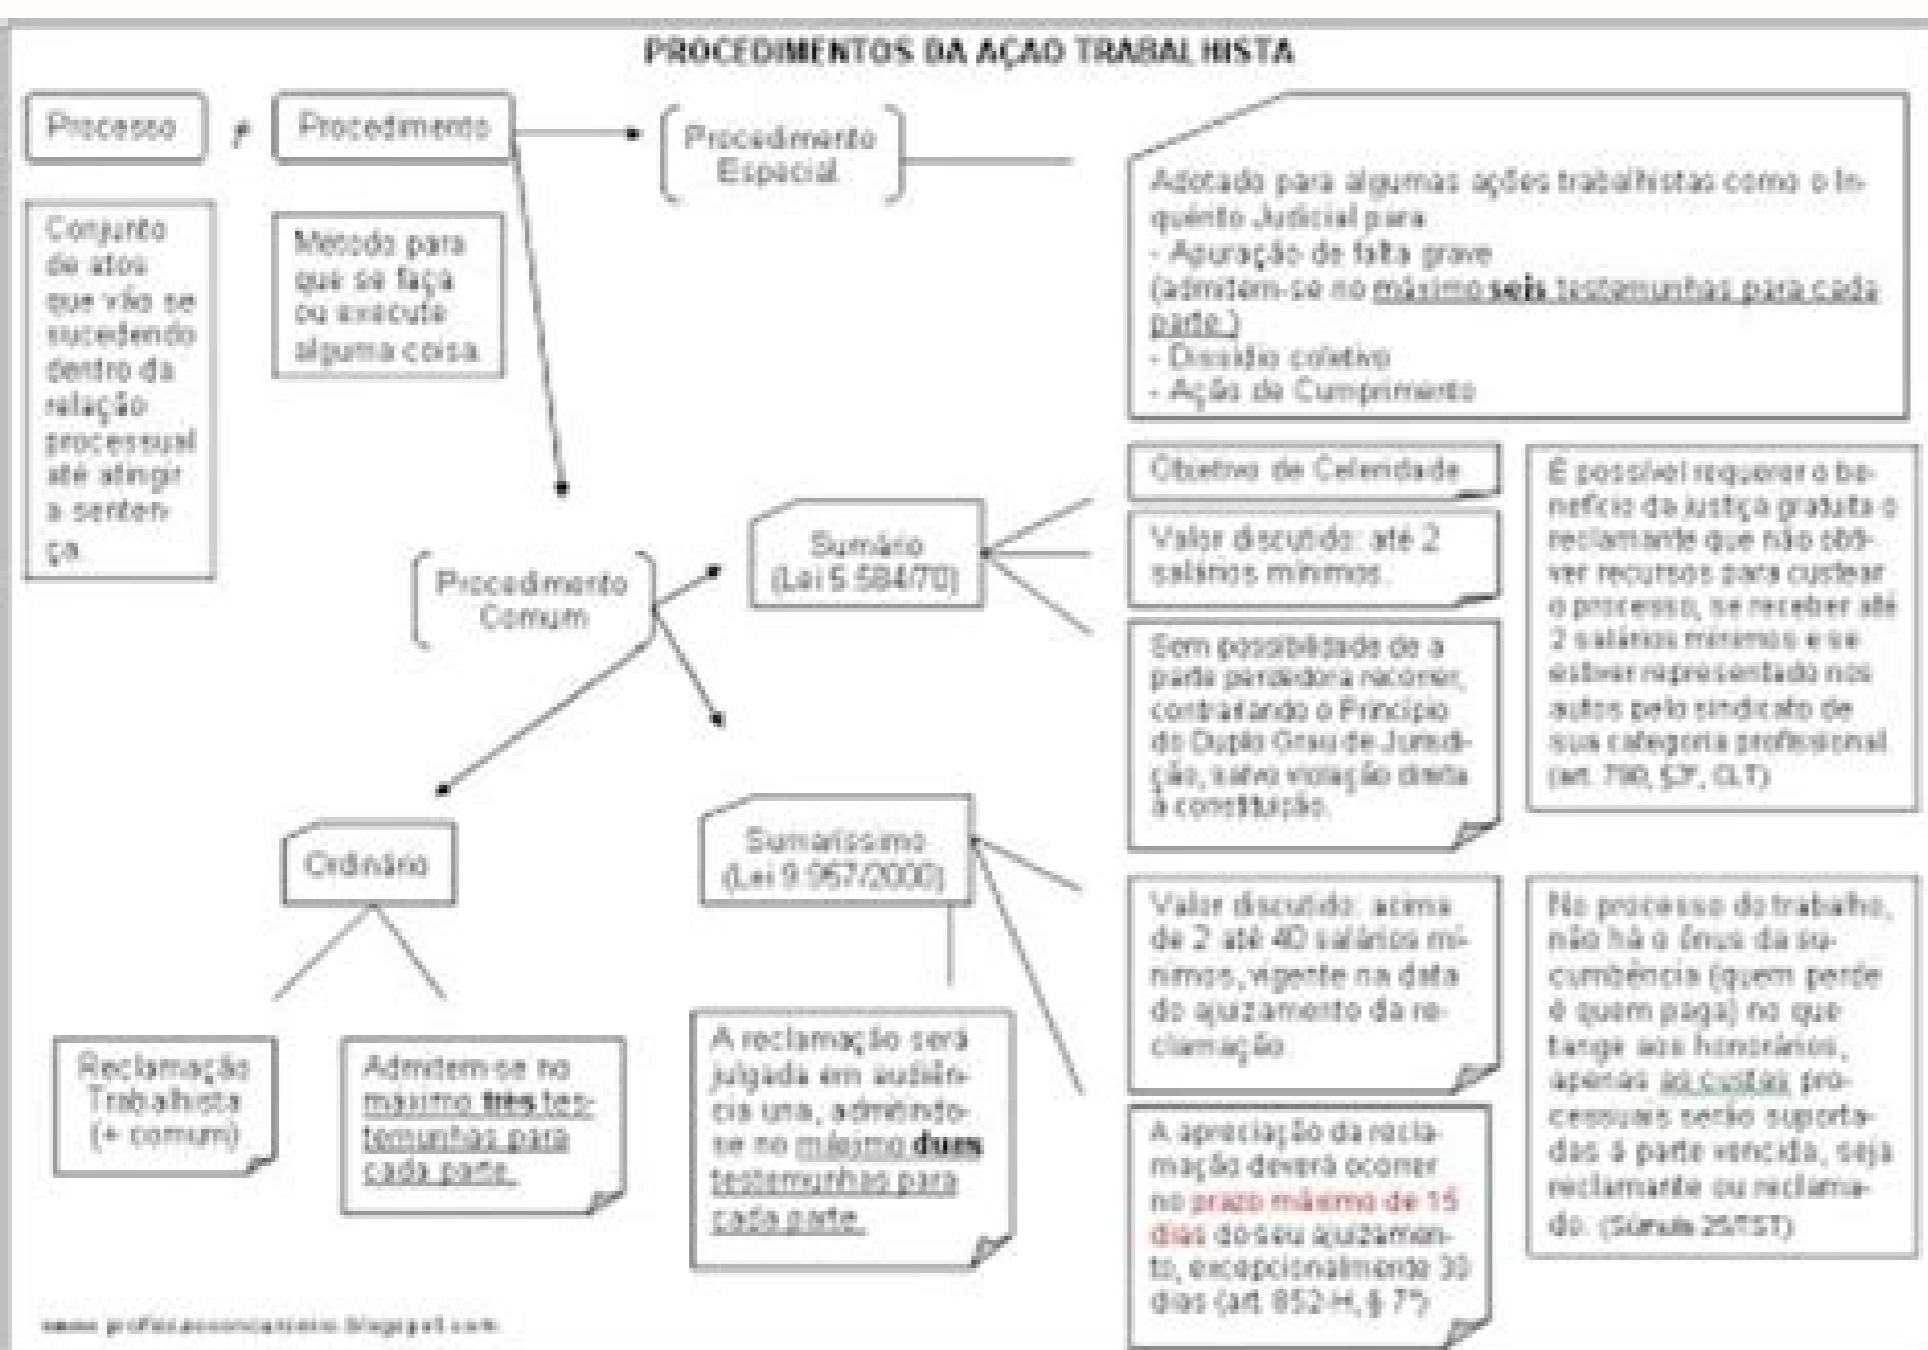 PROCEDIMENTOS DA AÇAO TRABALHISTA
Processo
≠
Procedimento
Procedimento
Especial
Conjunto
de atos
que vão se
sucedendo
dentro da
relação
processual
até atingir
a senten-
ça.
Método para
que se faça
ou execute
alguma coisa.
Adotado para algumas ações trabalhistas como o In-
quérito Judicial para
- Apuração de falta grave
(admitem-se no máximo seis testemunhas para cada
parte.)
- Dissídio coletivo
- Ação de Cumprimento
Procedimento
Comum
Sumário
(Lei 5.584/70)
Objetivo de Celeridade
Valor discutido: até 2
salários mínimos.
Sem possibilidade de a
parte perdedora recorrer,
contrariando o Princípio
do Duplo Grau de Jurisdi-
ção, salvo violação direta
à constituição.
É possível requerer o be-
nefício da justiça gratuita o
reclamante que não obti-
ver recursos para custear
o processo, se receber até
2 salários mínimos e se
estiver representado nos
autos pelo sindicato de
sua categoria profissional.
(art. 790, §3º, CLT)
Ordinário
Reclamação
Trabalhista
(+ comum)
Admitem-se no
máximo três tes-
temunhas para
cada parte.
Sumaríssimo
(Lei 9.957/2000)
A reclamação será
julgada em audiên-
cia una, admitindo-
se no máximo duas
testemunhas para
cada parte.
Valor discutido: acima
de 2 até 40 salários mí-
nimos, vigente na data
do ajuizamento da re-
clamação.
A apreciação da recla-
mação deverá ocorrer
no prazo máximo de 15
dias do seu ajuizamen-
to, excepcionalmente 30
dias (art. 852-H, § 7º)
No processo do trabalho,
não há o ônus da su-
cumbência (quem perde
é quem paga) no que
tange aos honorários,
apenas as custas pro-
cessuais serão suporta-
das à parte vencida, seja
reclamante ou reclama-
do. (Súmula 25/TST)